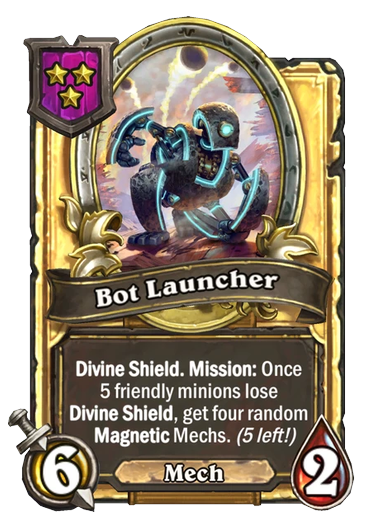 Bot Launcher
Divine Shield. Mission: Once
5 friendly minions lose
Divine Shield, get four random
Magnetic Mechs. (5 left!)
6
Mech
2